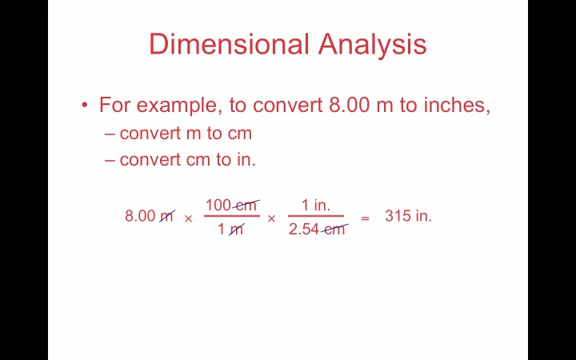 Dimensional Analysis
• For example, to convert 8.00 m to inches,
– convert m to cm
– convert cm to in.
8.00 m × 100 cm / 1 m × 1 in. / 2.54 cm = 315 in.